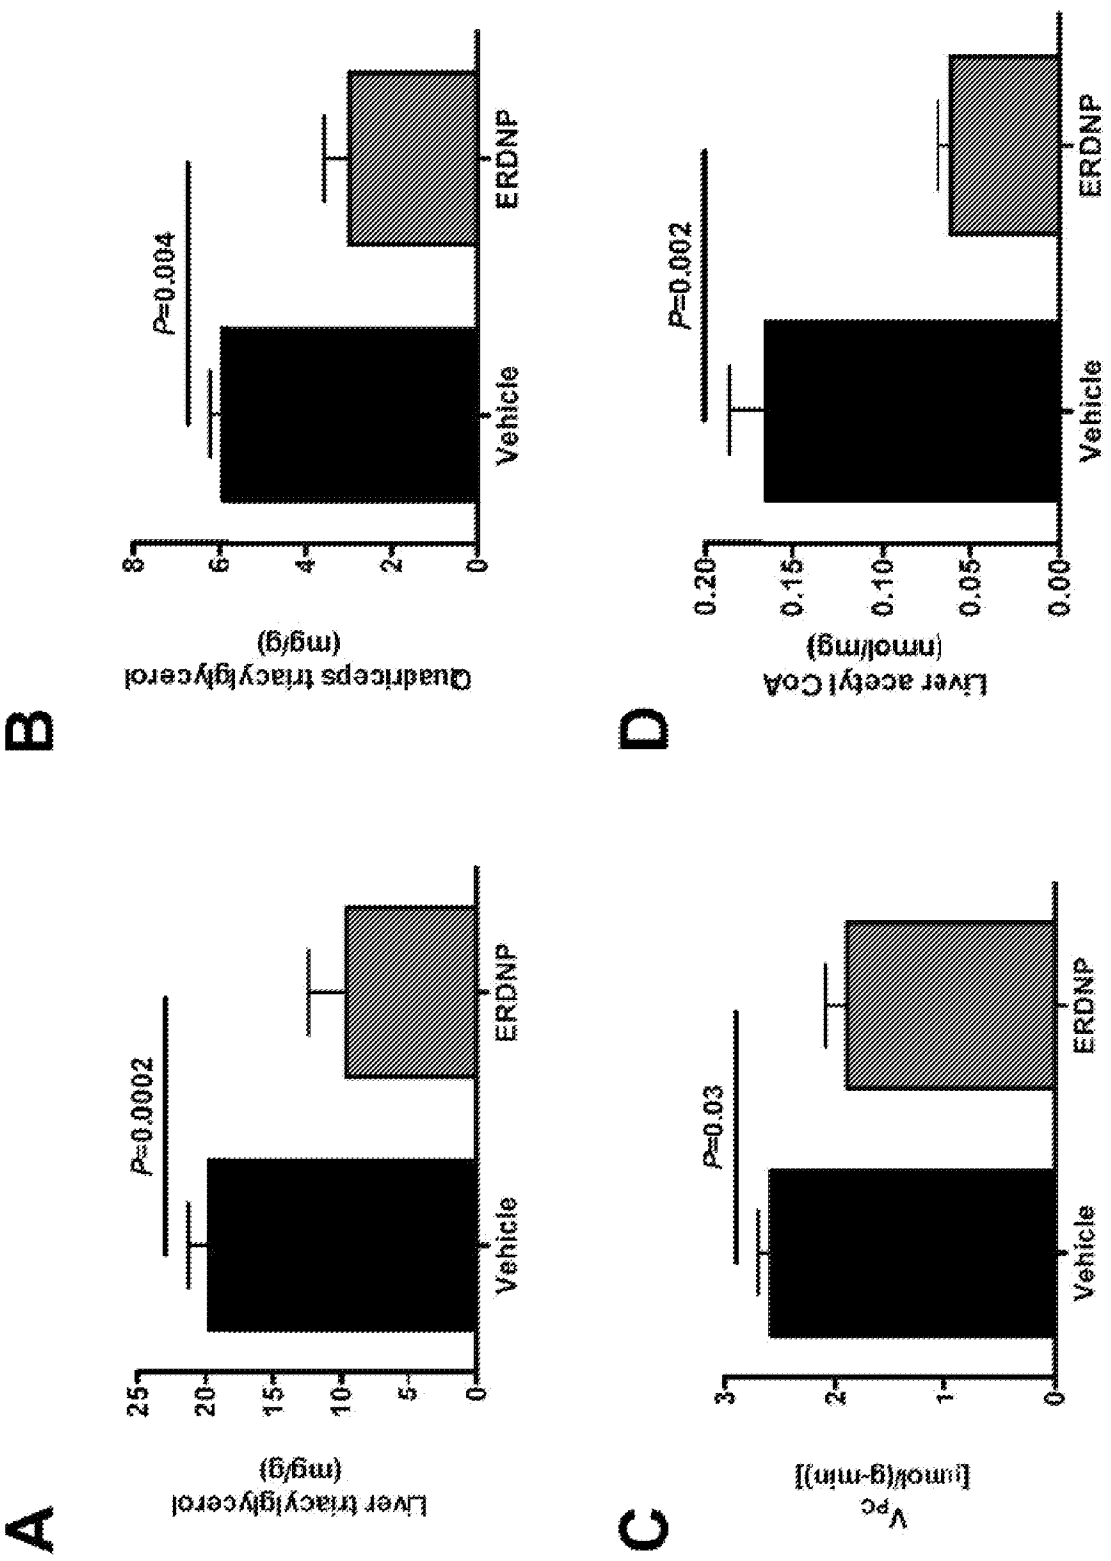 A
Liver triacylglycerol
(mg/g)
25
20
15
10
5
0
P=0.0002
Vehicle
ERDNP
B
Quadriceps triacylglycerol
(mg/g)
8
6
4
2
0
P=0.004
Vehicle
ERDNP
C
VPC
[μmol/(g-min)]
3
2
1
0
P=0.03
Vehicle
ERDNP
D
Liver acetyl CoA
(nmol/mg)
0.20
0.15
0.10
0.05
0.00
P=0.002
Vehicle
ERDNP